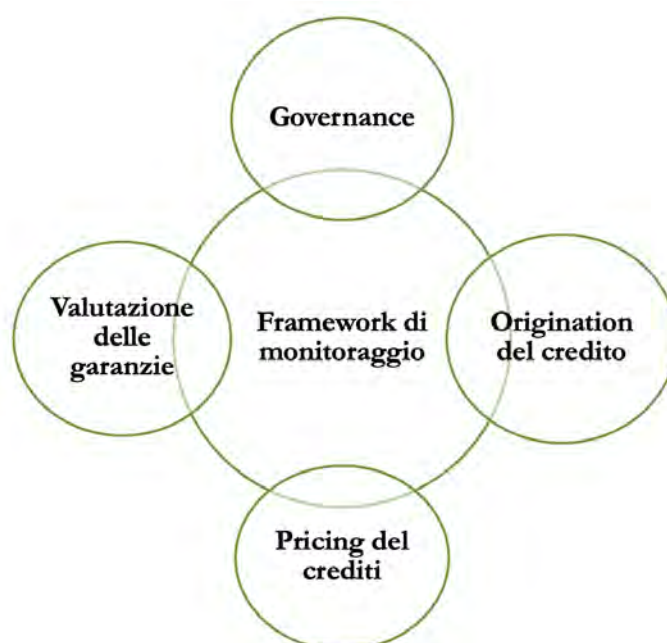 Governance
Valutazione
delle
garanzie
Framework di
monitoraggio
Origination
del credito
Pricing del
crediti